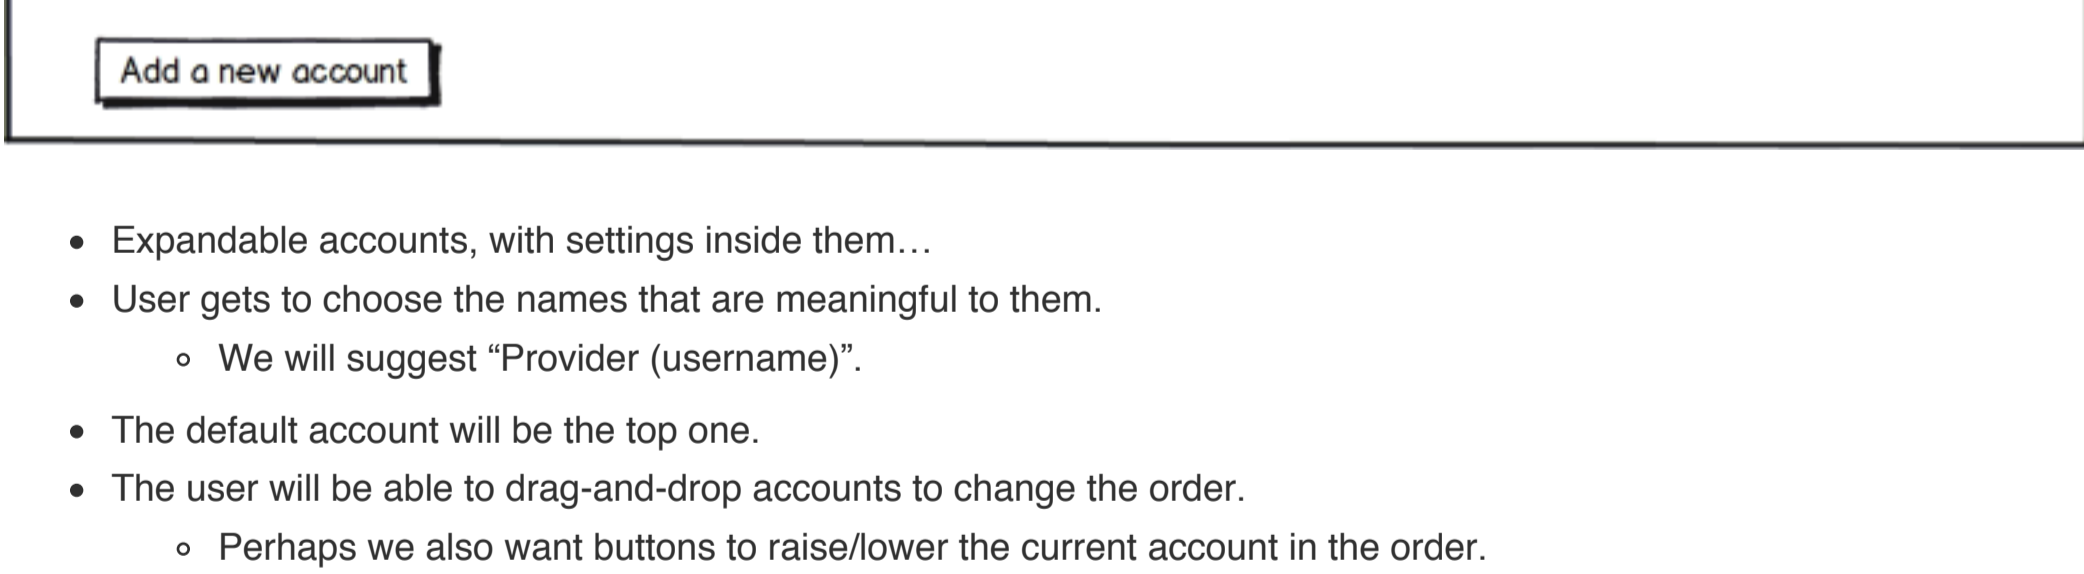 Add a new account
Expandable accounts, with settings inside them…
User gets to choose the names that are meaningful to them.
We will suggest “Provider (username)”.
The default account will be the top one.
The user will be able to drag-and-drop accounts to change the order.
Perhaps we also want buttons to raise/lower the current account in the order.